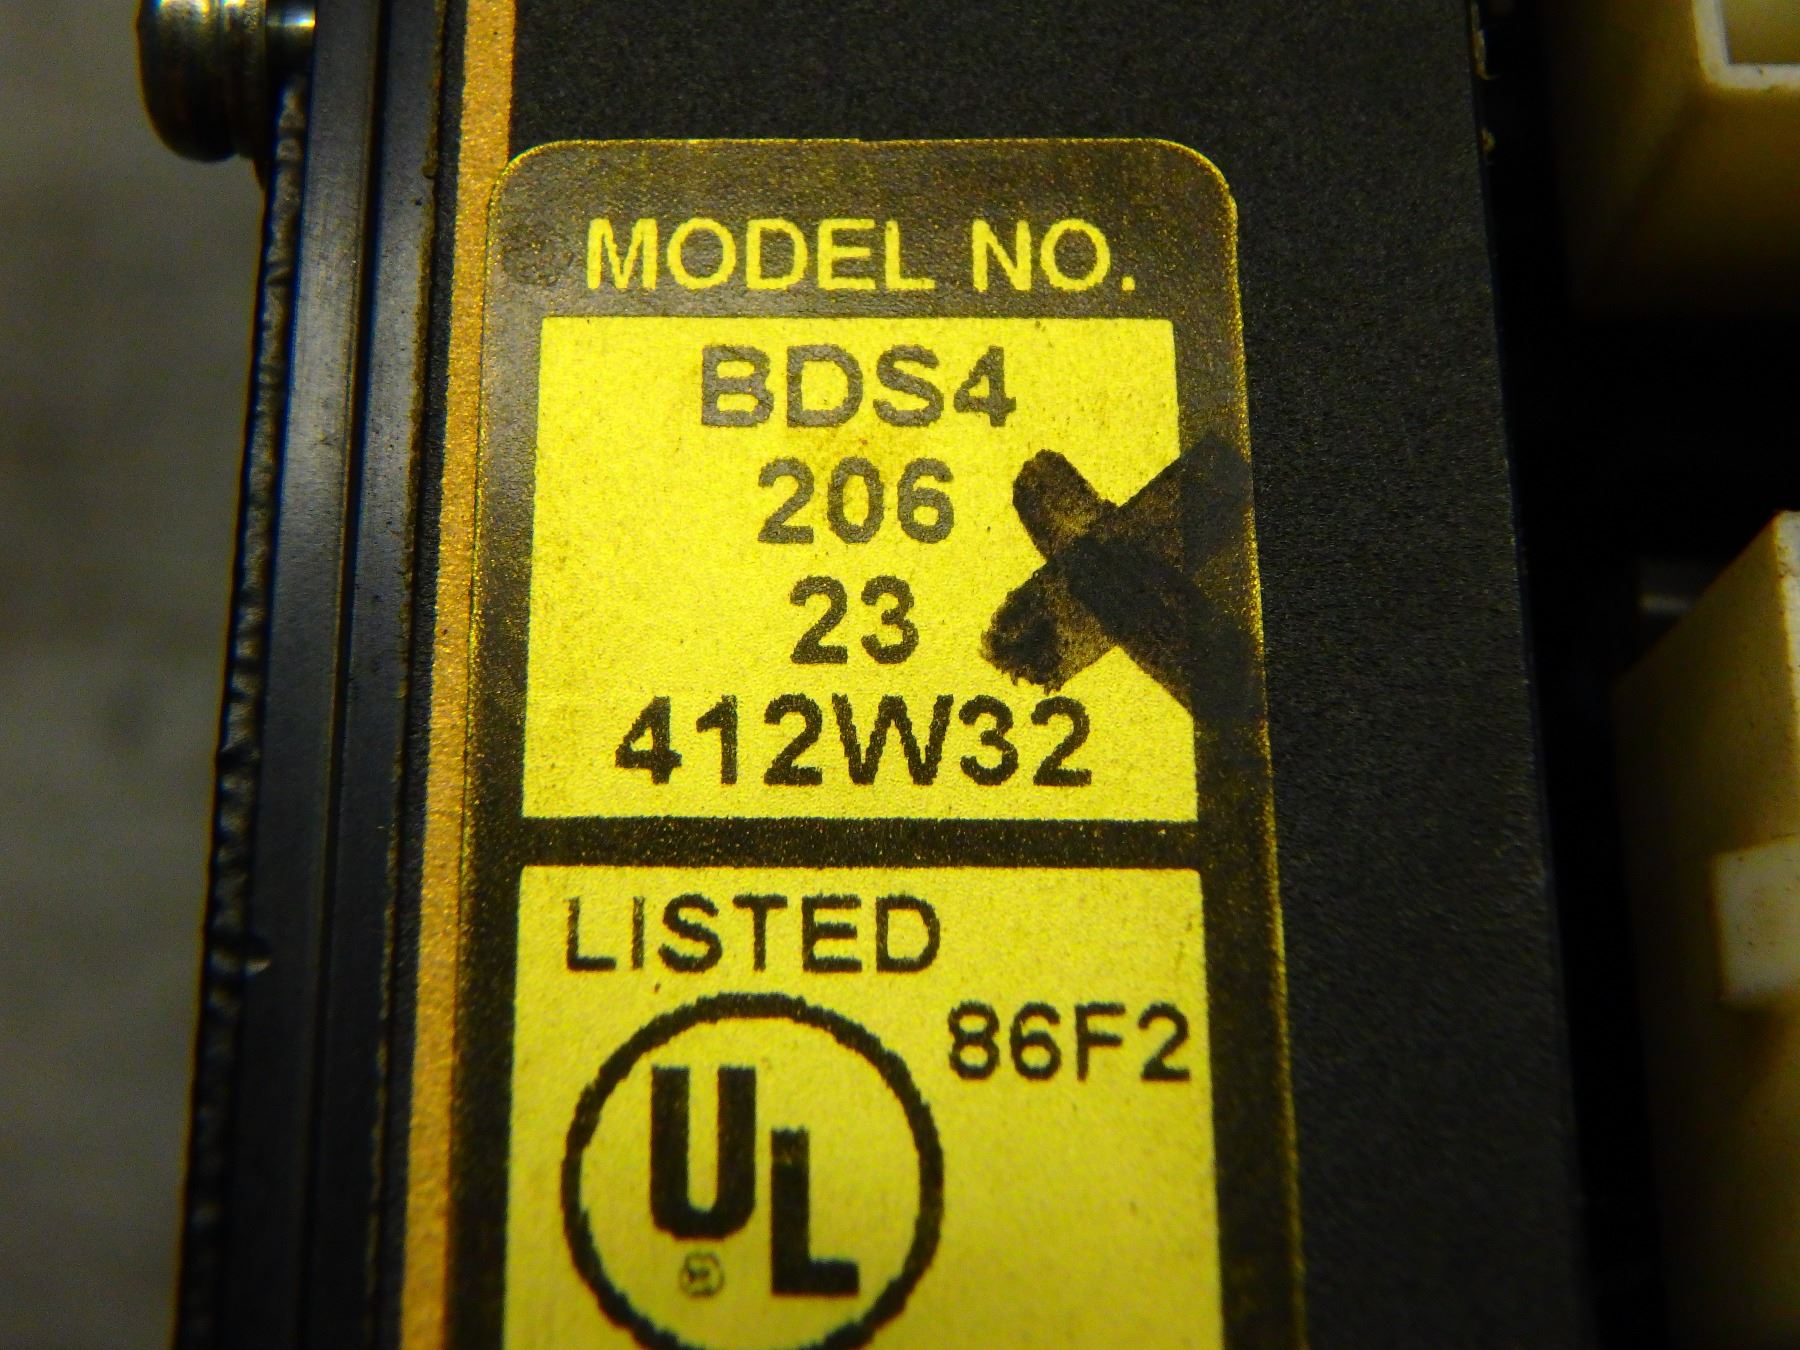 MODEL NO.
BDS4
206
23
412W32
LISTED
86F2
UL
®